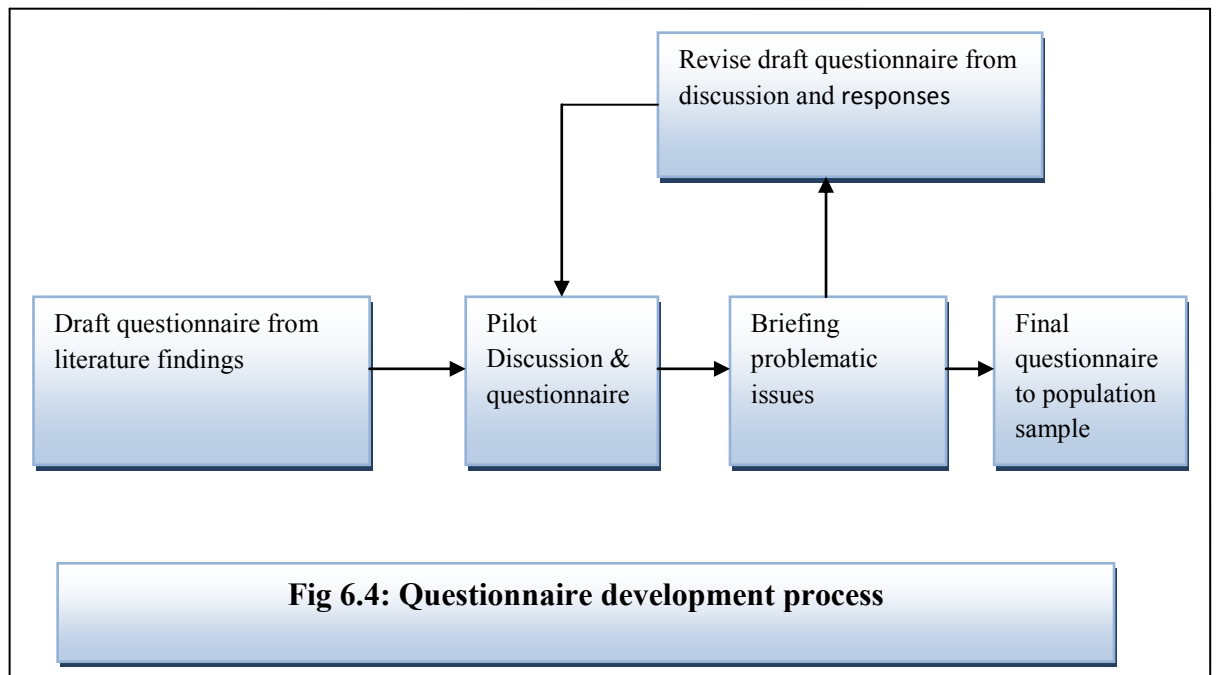 Revise draft questionnaire from
discussion and responses
Draft questionnaire from
literature findings
Pilot
Discussion &
questionnaire
Briefing
problematic
issues
Final
questionnaire
to population
sample
Fig 6.4: Questionnaire development process